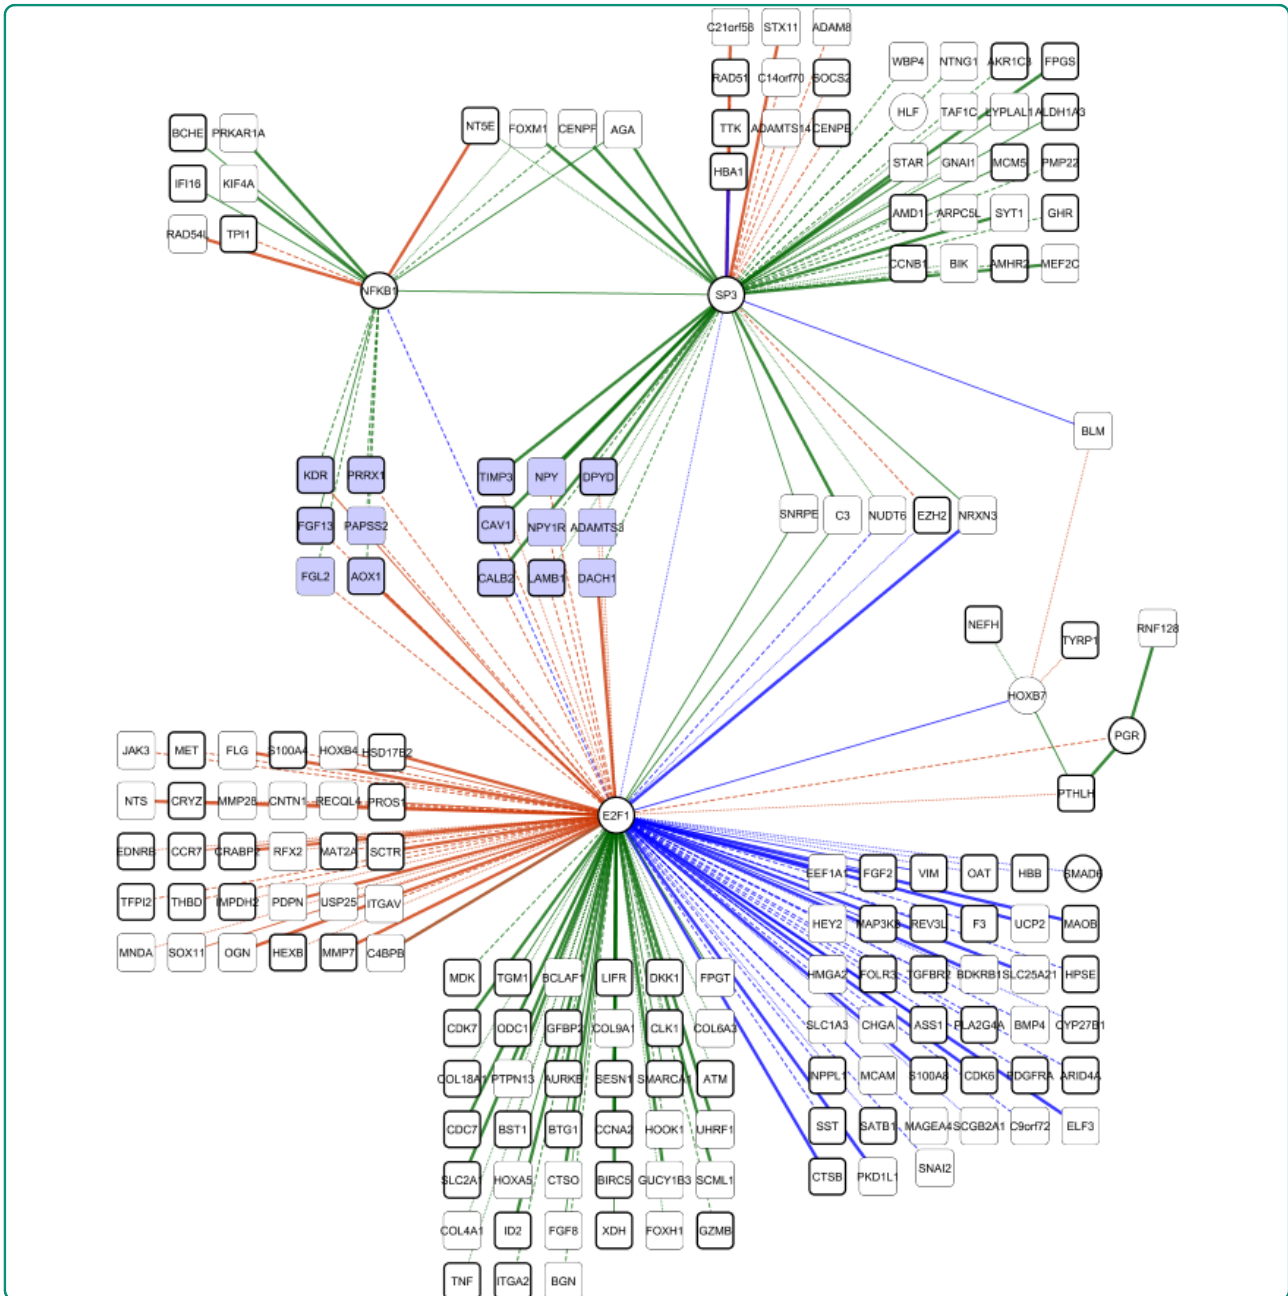 C21orf56 STX11 ADAM8
WBP4 NTNG1 AKR1C3 FPGS
RAD51 C14orf70 SOCS2
HLF TAF1C LYPLAL1 ALDH1A3
BCHE PRKAR1A
NT5E FOXM1 CENPF AGA
TTK ADAMTS14 CENPE
STAR GNAI1 MCM5 PMP22
HBA1
IFI16 KIF4A
AMD1 ARPC5L SYT1 GHR
RAD54L TPI1
CCNB1 BIK AMHR2 MEF2C
NFKB1 SP3
BLM
KDR PRRX1 TIMP3 NPY DPYD
SNRPE C3 NUDT6 EZH2 NRXN3
FGF13 PAPSS2 CAV1 NPY1R ADAMTS3
FGL2 AOX1 CALB2 LAMB1 DACH1
NEFH TYRP1 RNF128
HOXB7
PGR
JAK3 MET FLG S100A4 HOXB4 HSD17B2
PTHLH
NTS CRYZ MMP28 CNTN1 RECQL4 PROS1
E2F1
EDNRB CCR7 CRABP2 RFX2 MAT2A SCTR
EEF1A1 FGF2 VIM OAT HBB SMAD6
TFPI2 THBD IMPDH2 PDPN USP25 ITGAV
HEY2 MAP3K8 REV3L F3 UCP2 MAOB
MNDA SOX11 OGN HEXB MMP7 C4BPB
HMGA2 FOLR3 TGFBR2 BDKRB1 SLC25A21 HPSE
MDK TGM1 BCLAF1 LIFR DKK1 FPGT
SLC1A3 CHGA ASS1 PLA2G4A BMP4 CYP27B1
CDK7 ODC1 IGFBP2 COL9A1 CLK1 COL6A3
INPPL1 MCAM S100A8 CDK6 PDGFRA ARID4A
COL18A1 PTPN13 AURKB SESN1 SMARCA1 ATM
SST SATB1 MAGEA4 SCGB2A1 C9orf72 ELF3
CDC7 BST1 BTG1 CCNA2 HOOK1 UHRF1
CTSB PKD1L1 SNAI2
SLC2A1 HOXA5 CTSO BIRC5 GUCY1B3 SCML1
COL4A1 ID2 FGF8 XDH FOXH1 GZMB
TNF ITGA2 BGN